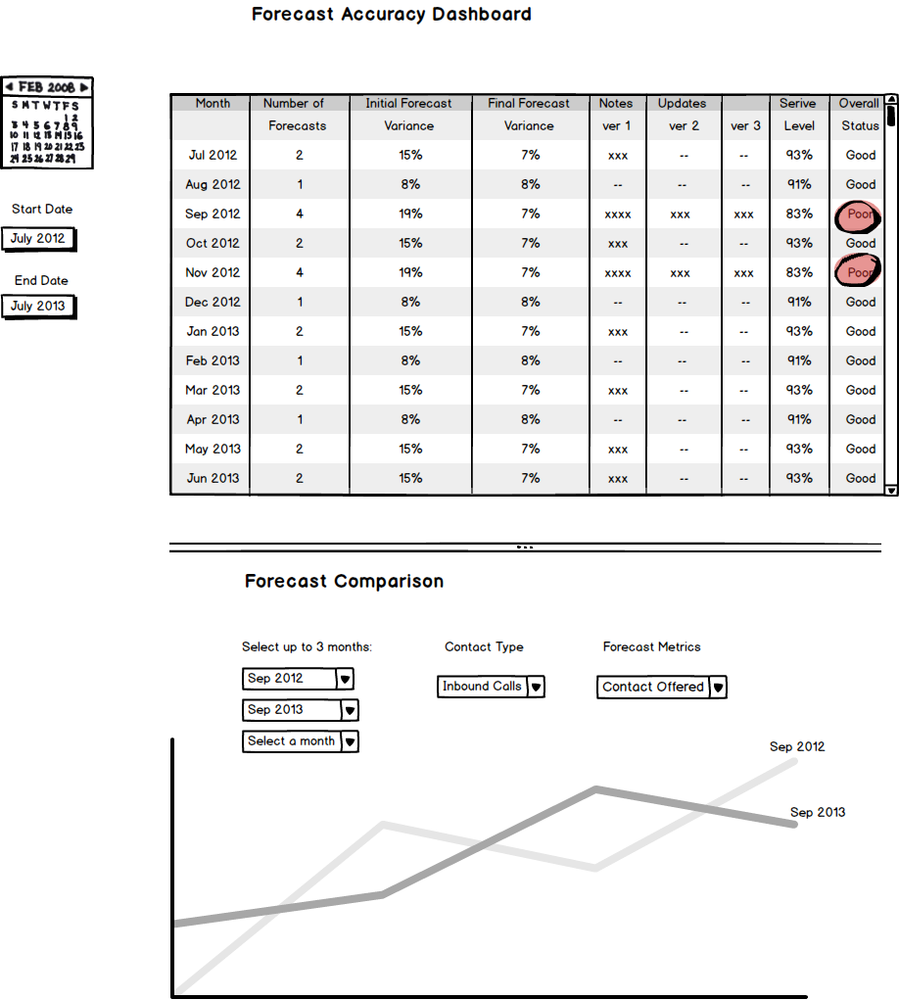 Forecast Accuracy Dashboard
FEB 2008
S M T W T F S
1 2
3 4 5 6 7 8 9
10 11 12 13 14 15 16
17 18 19 20 21 22 23
24 25 26 27 28 29
Start Date
July 2012
End Date
July 2013
Month Number of Initial Forecast Final Forecast Notes Updates Serive Overall
Forecasts Variance Variance ver 1 ver 2 ver 3 Level Status
Jul 2012 2 15% 7% xxx -- -- 93% Good
Aug 2012 1 8% 8% -- -- -- 91% Good
Sep 2012 4 19% 7% xxxx xxx xxx 83% Poor
Oct 2012 2 15% 7% xxx -- -- 93% Good
Nov 2012 4 19% 7% xxxx xxx xxx 83% Poor
Dec 2012 1 8% 8% -- -- -- 91% Good
Jan 2013 2 15% 7% xxx -- -- 93% Good
Feb 2013 1 8% 8% -- -- -- 91% Good
Mar 2013 2 15% 7% xxx -- -- 93% Good
Apr 2013 1 8% 8% -- -- -- 91% Good
May 2013 2 15% 7% xxx -- -- 93% Good
Jun 2013 2 15% 7% xxx -- -- 93% Good
Forecast Comparison
Select up to 3 months: Contact Type Forecast Metrics
Sep 2012 Inbound Calls Contact Offered
Sep 2013
Select a month
Sep 2012
Sep 2013